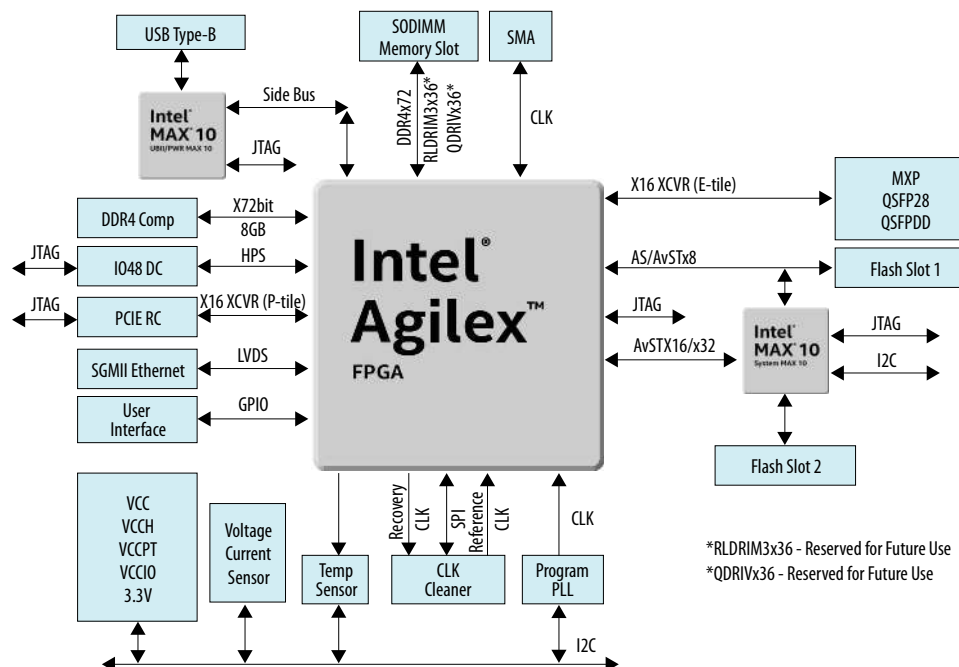 USB Type-B
SODIMM
Memory Slot
SMA
Intel®
MAX® 10
UBII/PWR MAX 10
Side Bus
JTAG
DDR4x72
RLDRIM3x36*
QDRIVx36*
CLK
X16 XCVR (E-tile)
MXP
QSFP28
QSFPDD
DDR4 Comp
X72bit
8GB
JTAG
IO48 DC
HPS
JTAG
PCIE RC
X16 XCVR (P-tile)
SGMII Ethernet
LVDS
User
Interface
GPIO
Intel®
Agilex™
FPGA
AS/AvSTx8
Flash Slot 1
JTAG
AvSTX16/x32
Intel®
MAX® 10
System MAX 10
JTAG
I2C
Flash Slot 2
VCC
VCCH
VCCPT
VCCIO
3.3V
Voltage
Current
Sensor
Temp
Sensor
Recovery
CLK
SPI
Reference
CLK
CLK
Cleaner
CLK
Program
PLL
I2C
*RLDRIM3x36 - Reserved for Future Use
*QDRIVx36 - Reserved for Future Use